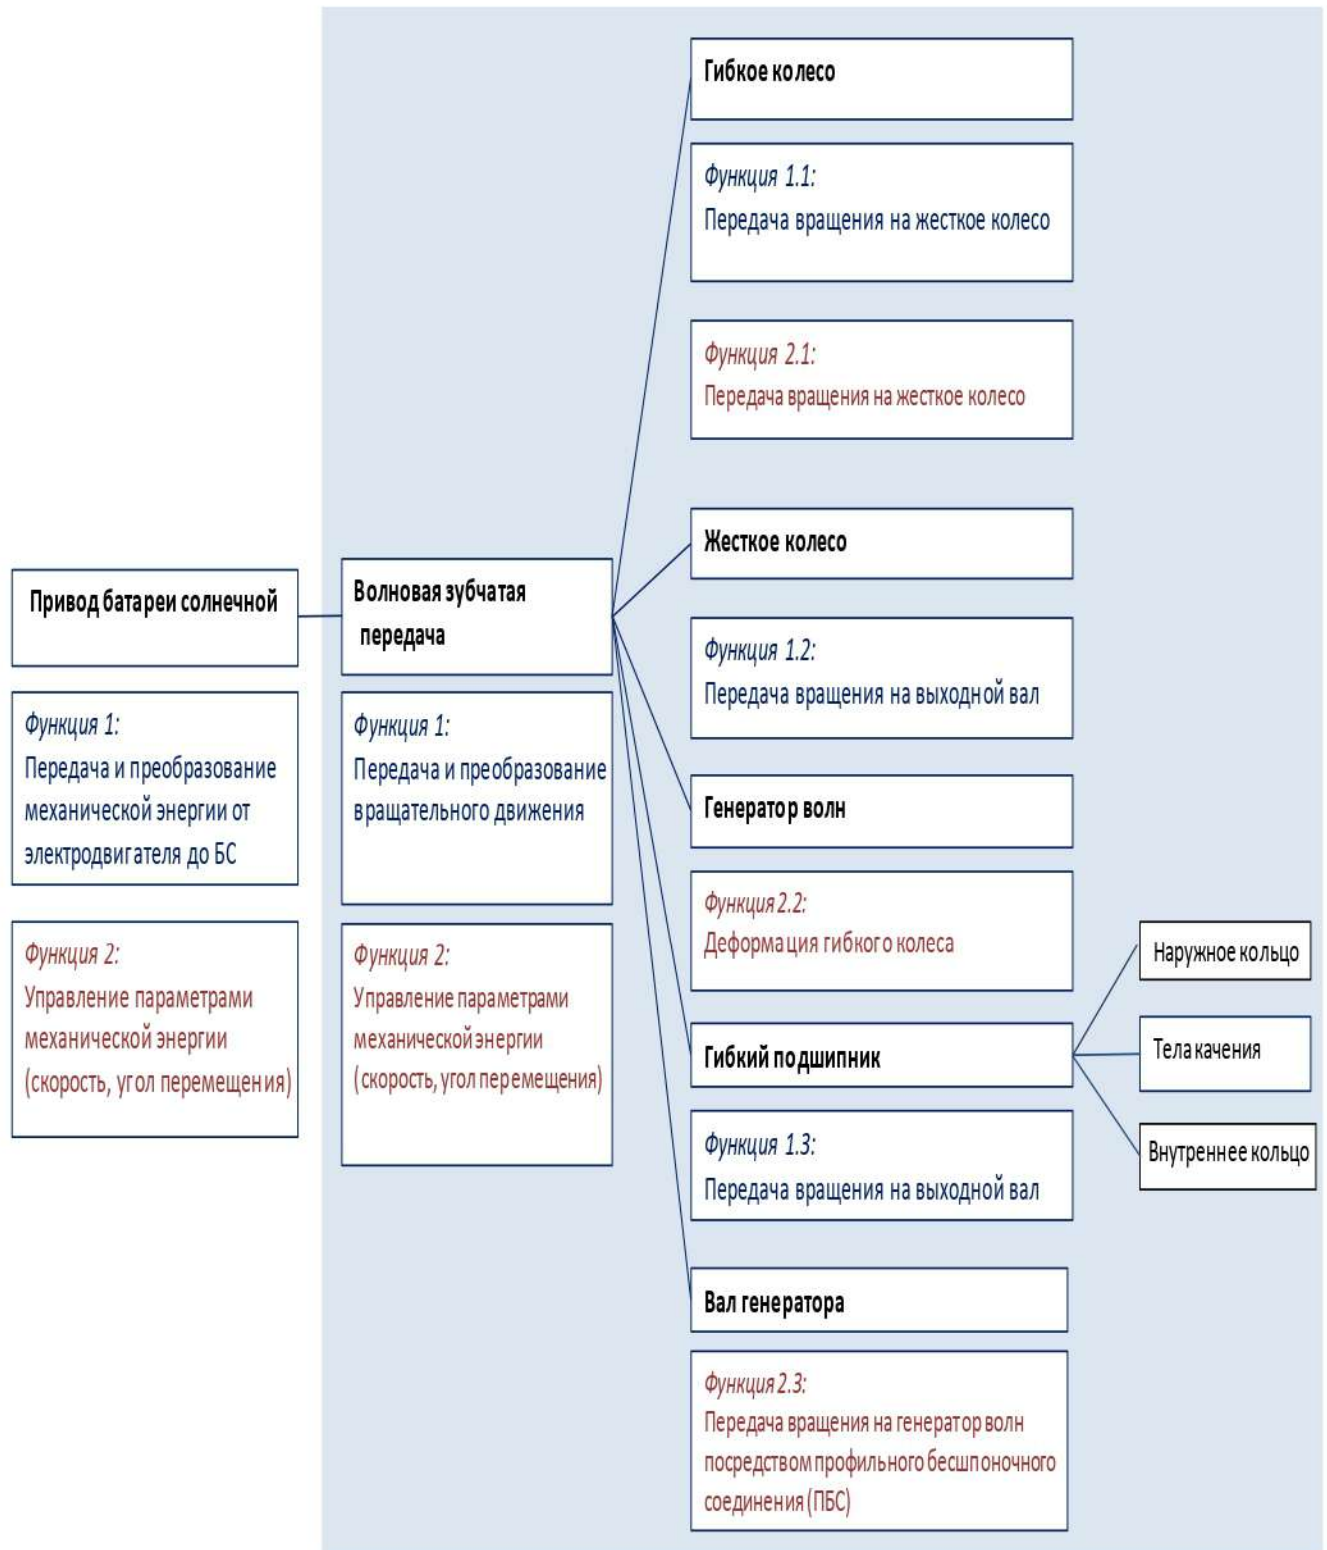 Привод батареи солнечной
Функция 1:
Передача и преобразование
механической энергии от
электродвигателя до БС
Функция 2:
Управление параметрами
механической энергии
(скорость, угол перемещения)
Волновая зубчатая
передача
Функция 1:
Передача и преобразование
вращательного движения
Функция 2:
Управление параметрами
механической энергии
(скорость, угол перемещения)
Гибкое колесо
Функция 1.1:
Передача вращения на жесткое колесо
Функция 2.1:
Передача вращения на жесткое колесо
Жесткое колесо
Функция 1.2:
Передача вращения на выходной вал
Генератор волн
Функция 2.2:
Деформация гибкого колеса
Гибкий подшипник
Функция 1.3:
Передача вращения на выходной вал
Вал генератора
Функция 2.3:
Передача вращения на генератор волн
посредством профильного бесшпоночного
соединения (ПБС)
Наружное кольцо
Тела качения
Внутреннее кольцо